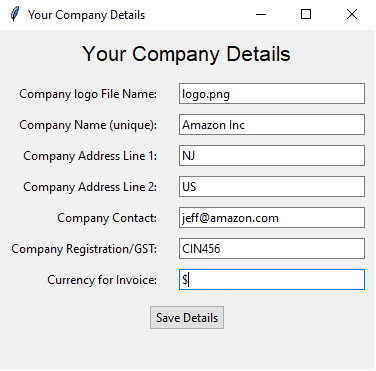 Your Company Details
Your Company Details
Company logo File Name: logo.png
Company Name (unique): Amazon Inc
Company Address Line 1: NJ
Company Address Line 2: US
Company Contact: jeff@amazon.com
Company Registration/GST: CIN456
Currency for Invoice: $
Save Details